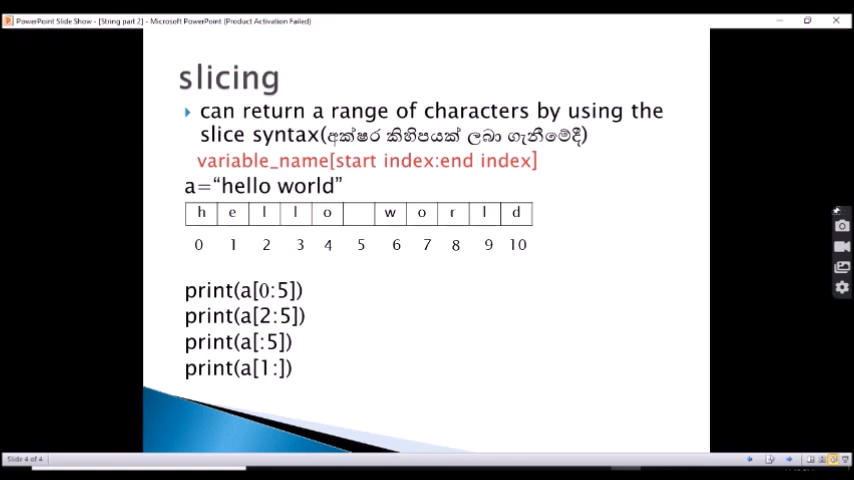 PowerPoint Slide Show - [String part 2] - Microsoft PowerPoint (Product Activation Failed)
slicing
can return a range of characters by using the
slice syntax(අක්ෂර කිහිපයක් ලබා ගැනීමේදී)
variable_name[start index:end index]
a=“hello world”
h e l l o w o r l d
0 1 2 3 4 5 6 7 8 9 10
print(a[0:5])
print(a[2:5])
print(a[:5])
print(a[1:])
Slide 4 of 4